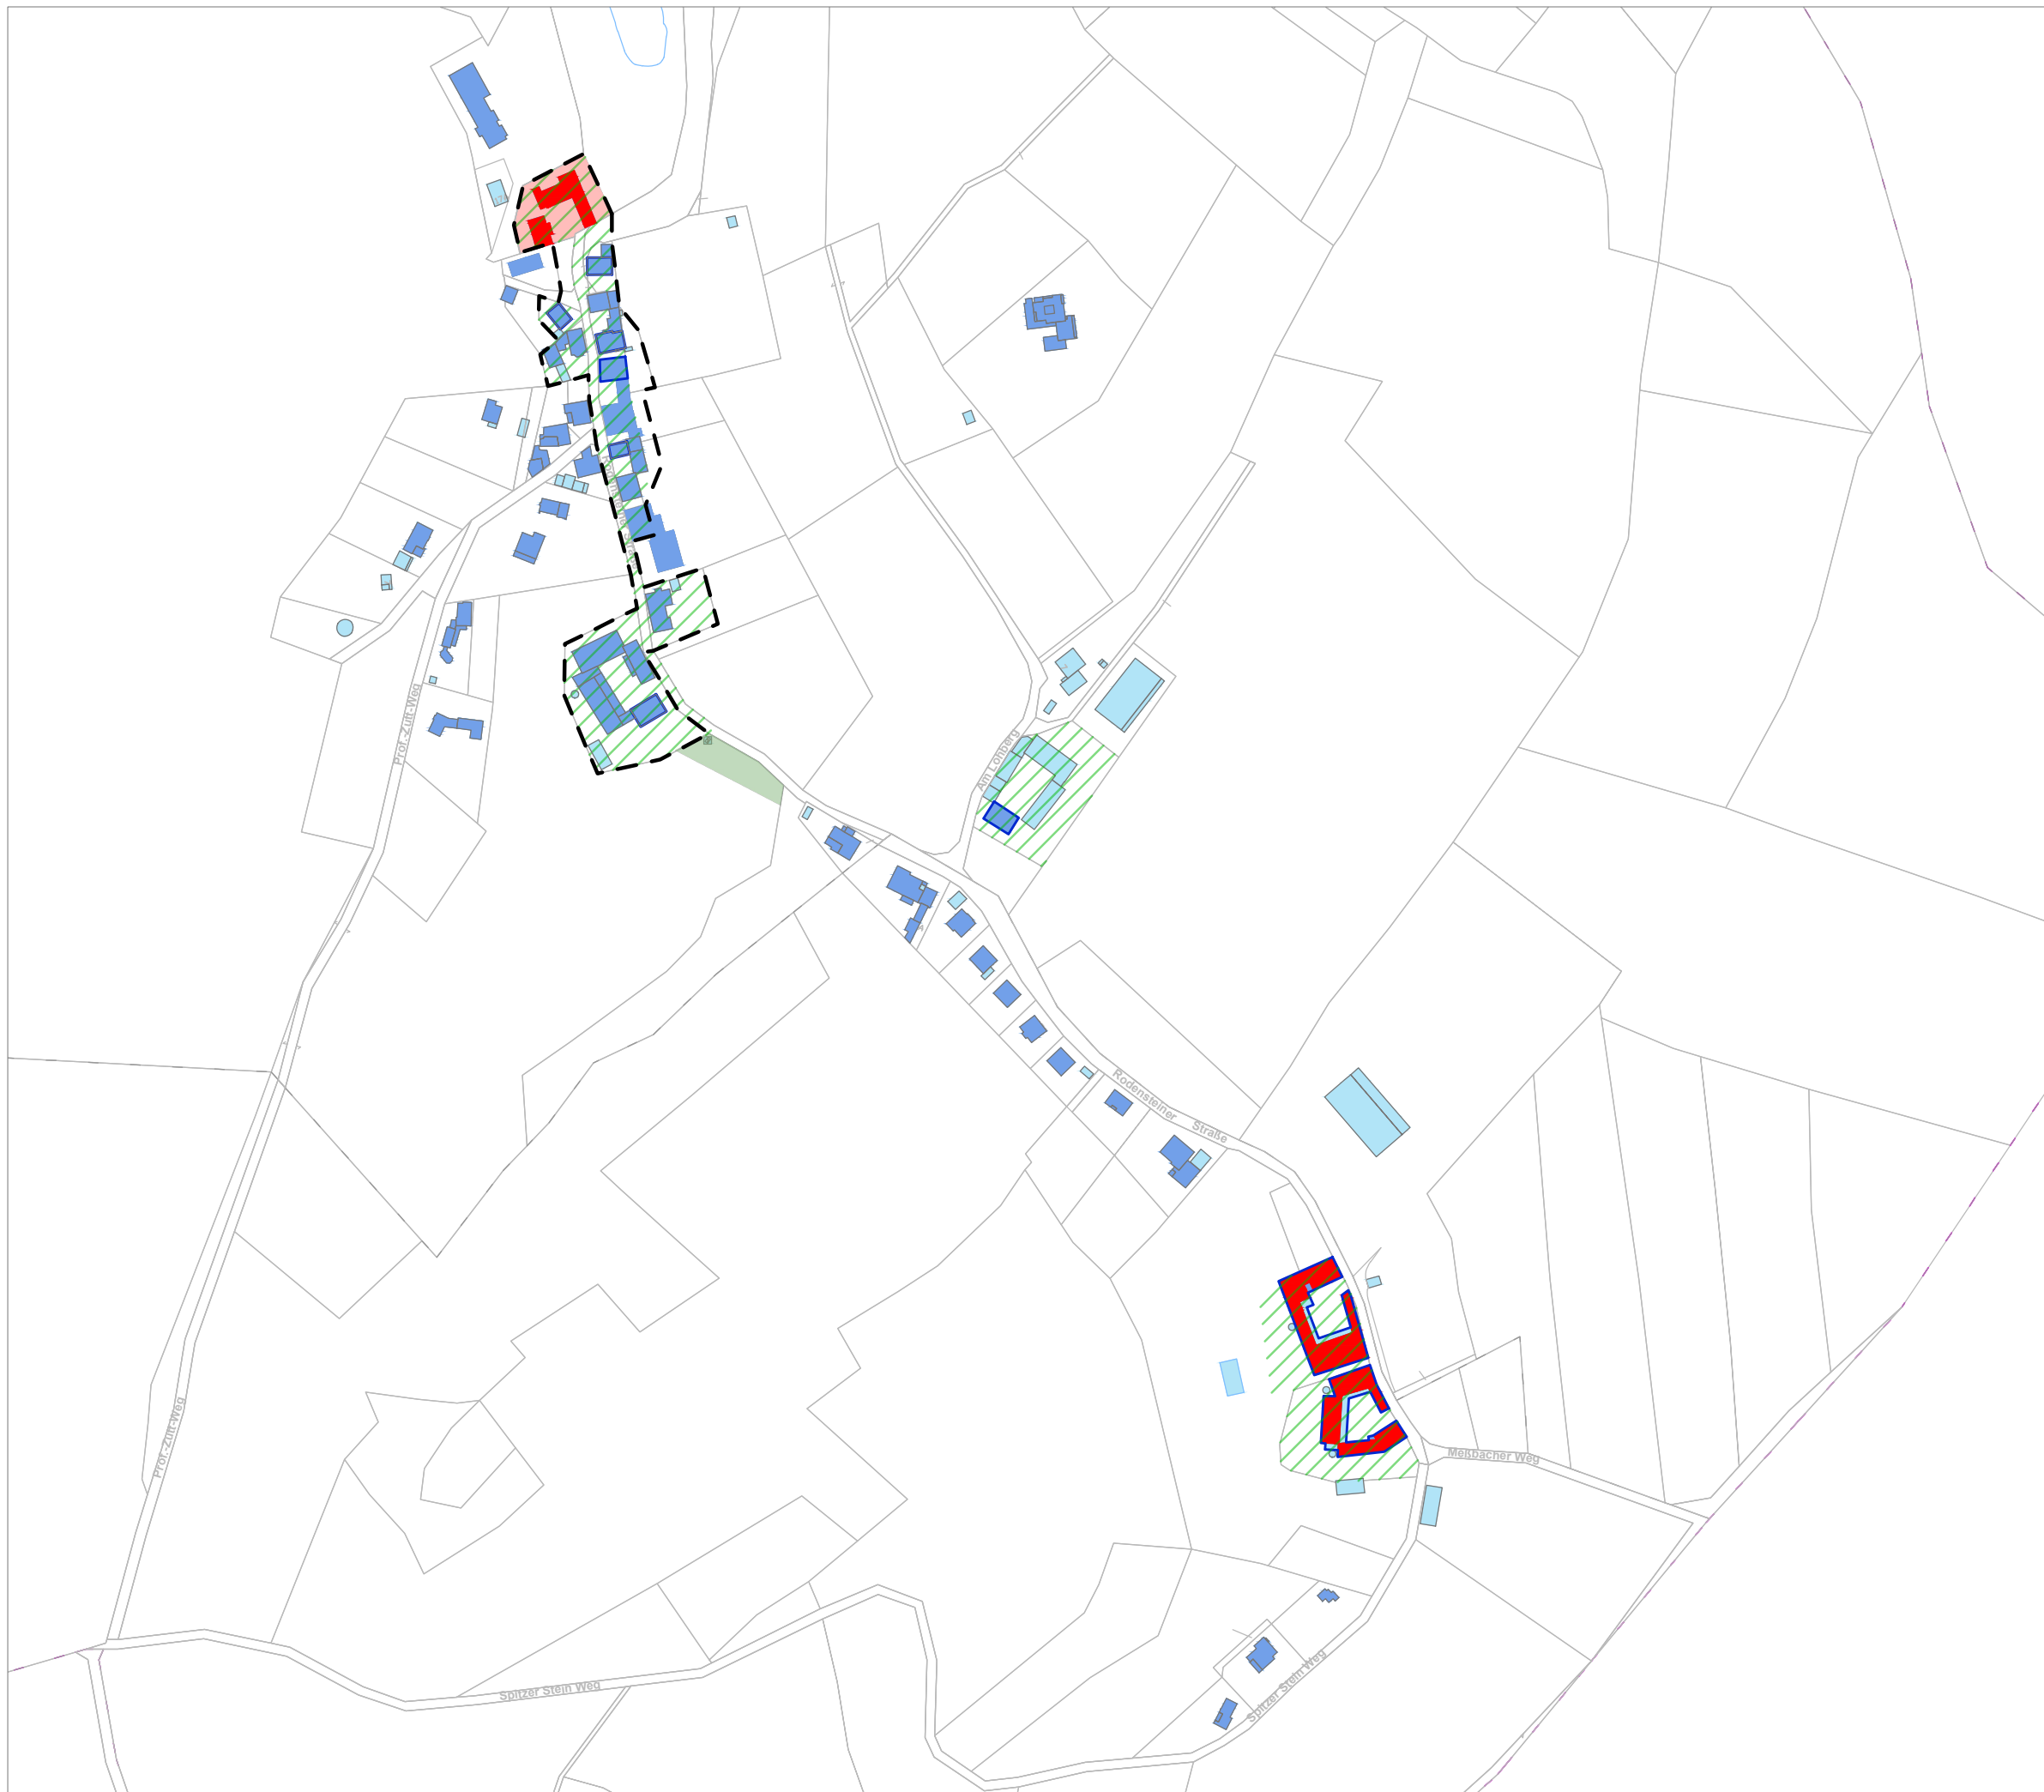 Prof.-Zutt-Weg
Am Lohberg
Rodensteiner
Straße
Meßbacher Weg
Prof.-Zutt-Weg
Spitzer Stein Weg
Spitzer Stein Weg